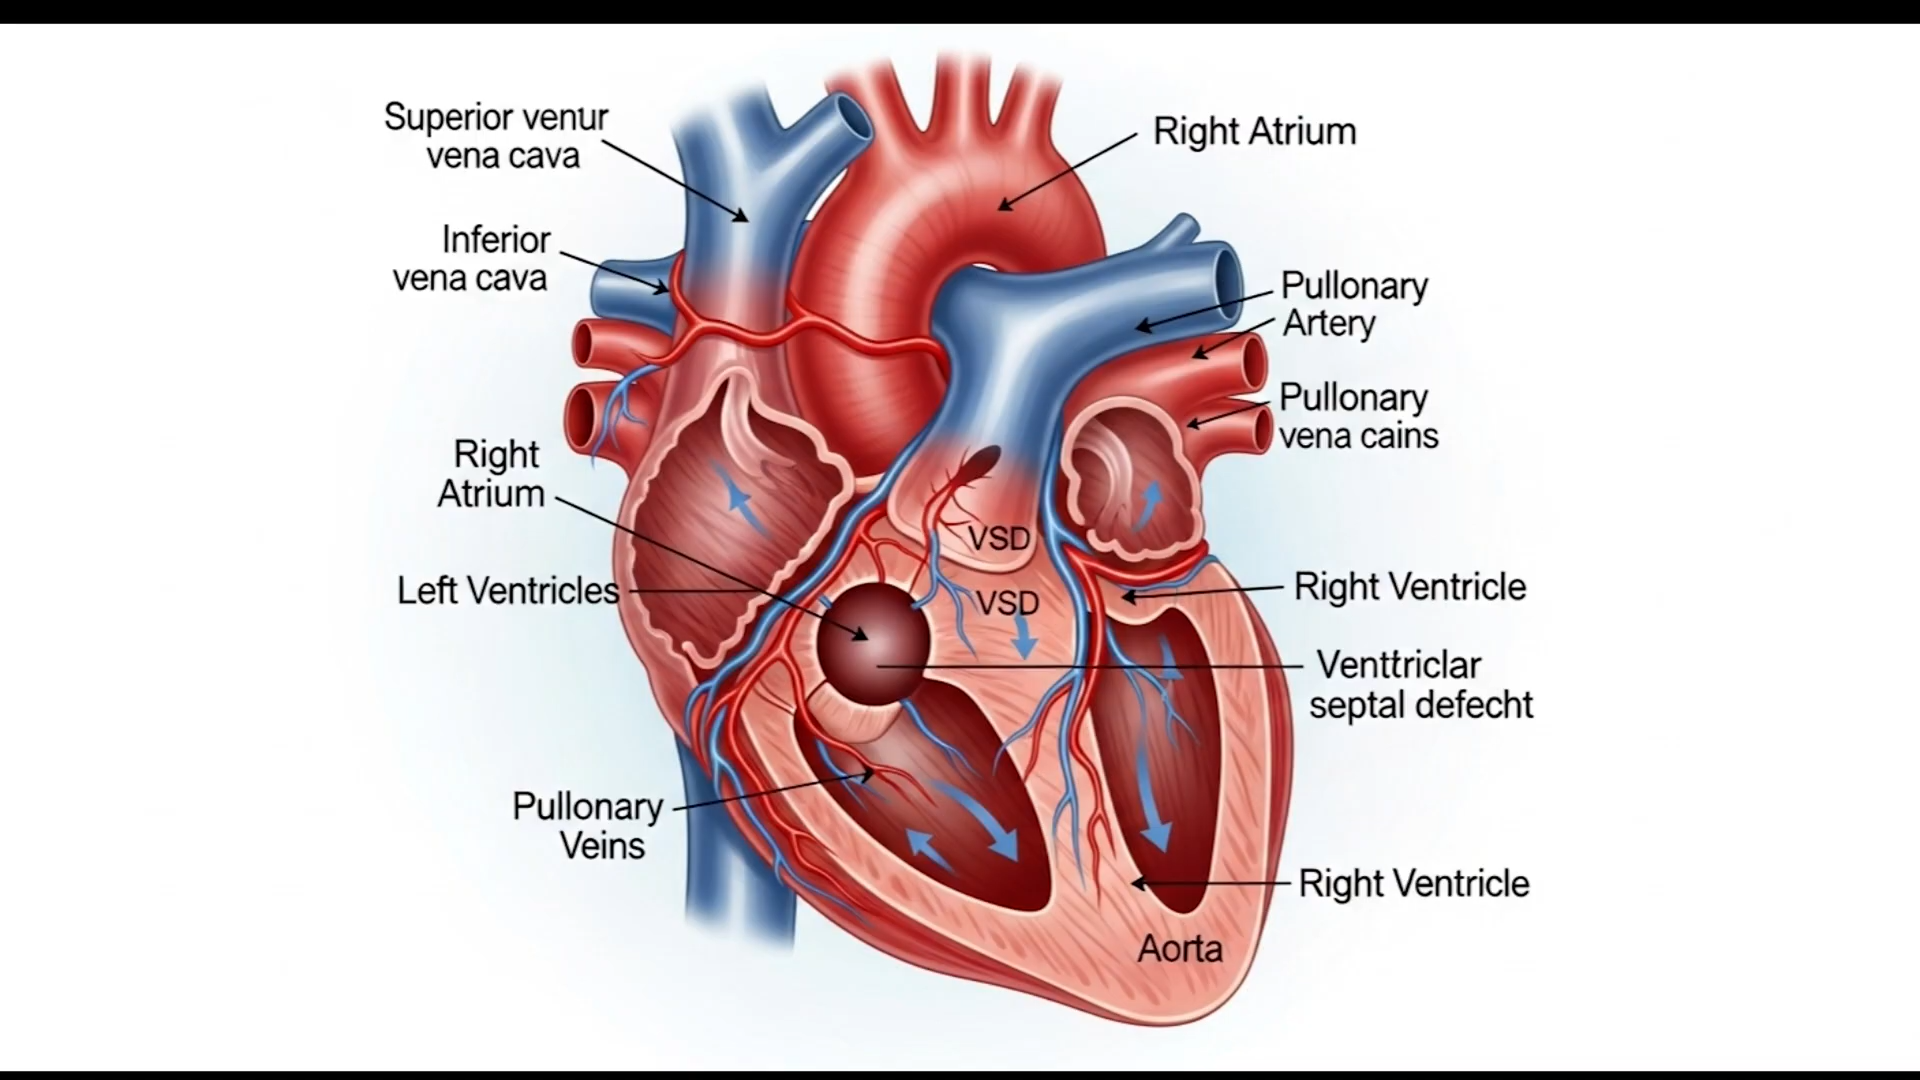 Superior venur
vena cava
Inferior
vena cava
Right
Atrium
Left Ventricles
Pullonary
Veins
Right Atrium
Pullonary
Artery
Pullonary
vena cains
VSD
VSD
Right Ventricle
Venttriclar
septal defecht
Right Ventricle
Aorta